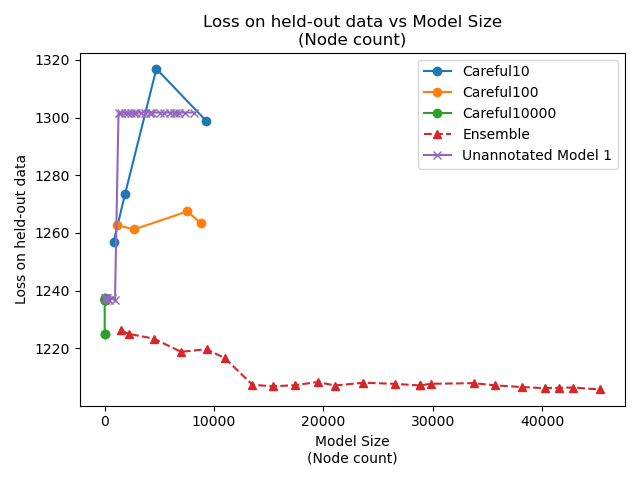 Loss on held-out data vs Model Size
(Node count)
Loss on held-out data
1320
1300
1280
1260
1240
1220
Careful10
Careful100
Careful10000
Ensemble
Unannotated Model 1
0
10000
20000
30000
40000
Model Size
(Node count)